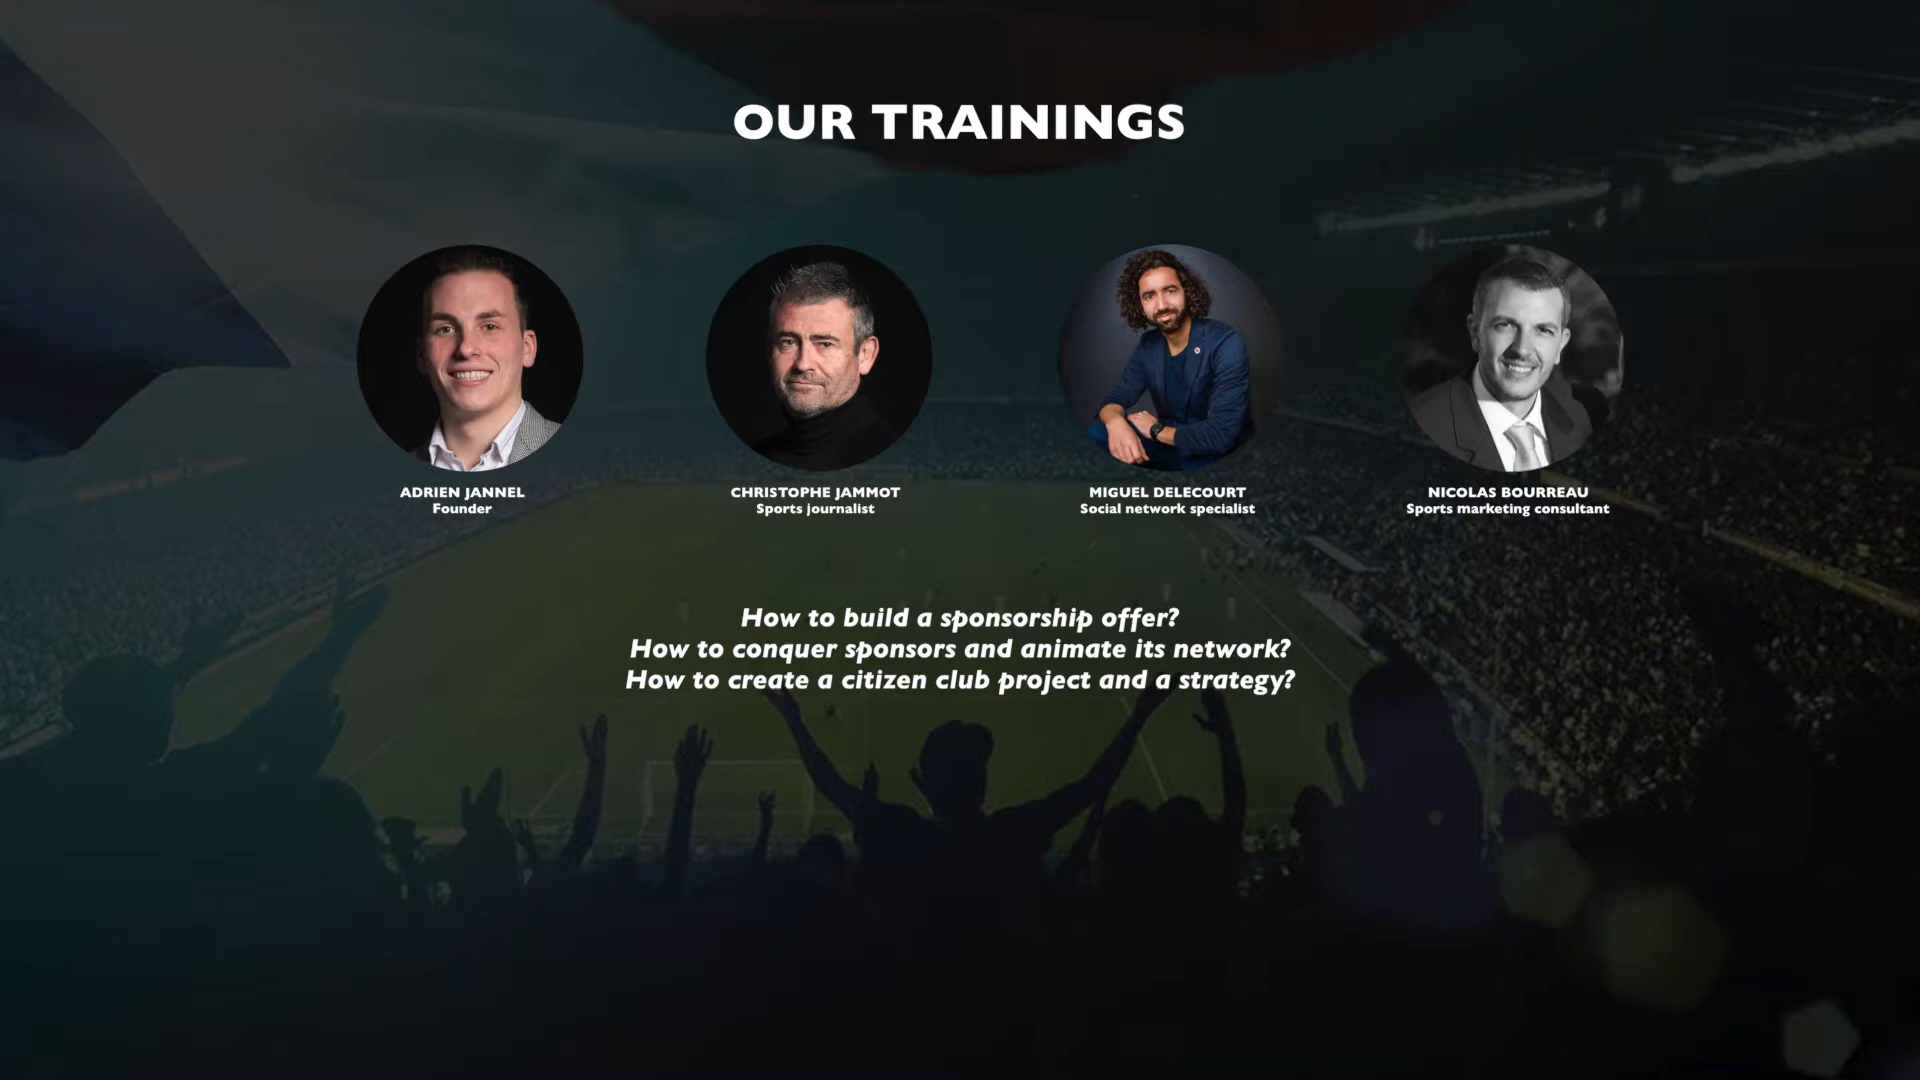 OUR TRAININGS
ADRIEN JANNEL
Founder
CHRISTOPHE JAMMOT
Sports journalist
MIGUEL DELECOURT
Social network specialist
NICOLAS BOURREAU
Sports marketing consultant
How to build a sponsorship offer?
How to conquer sponsors and animate its network?
How to create a citizen club project and a strategy?